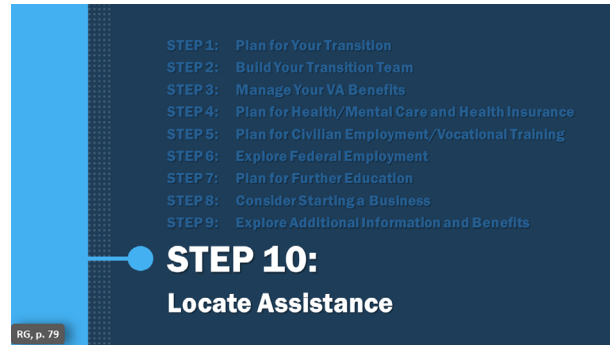 STEP 1: Plan for Your Transition
STEP 2: Build Your Transition Team
STEP 3: Manage Your VA Benefits
STEP 4: Plan for Health/Mental Care and Health Insurance
STEP 5: Plan for Civilian Employment/Vocational Training
STEP 6: Explore Federal Employment
STEP 7: Plan for Further Education
STEP 8: Consider Starting a Business
STEP 9: Explore Additional Information and Benefits
STEP 10:
Locate Assistance
RG, p. 79